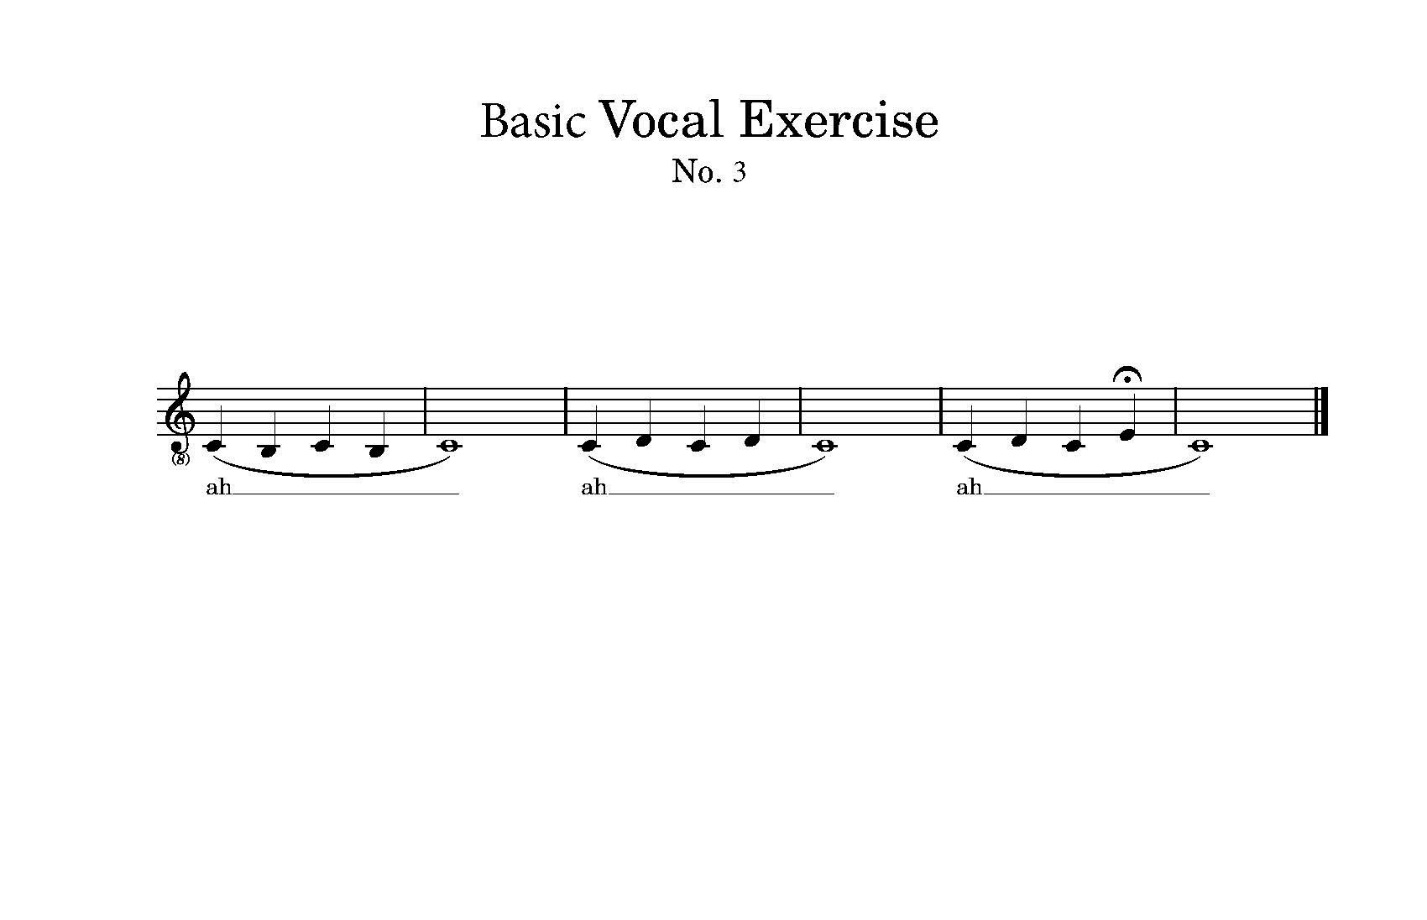 Basic Vocal Exercise
No. 3
(8)
ah ah ah